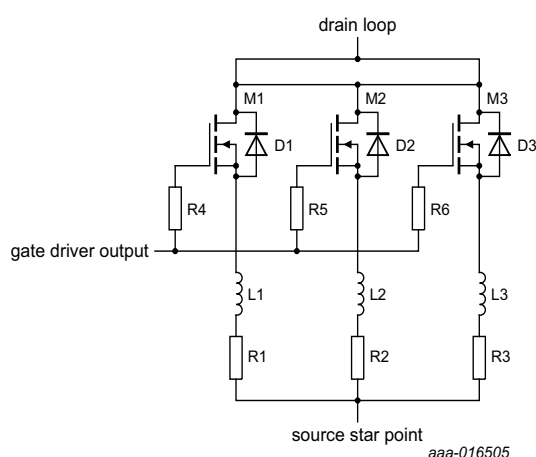 drain loop
M1 M2 M3
D1 D2 D3
R4 R5 R6
gate driver output
L1 L2 L3
R1 R2 R3
source star point
aaa-016505